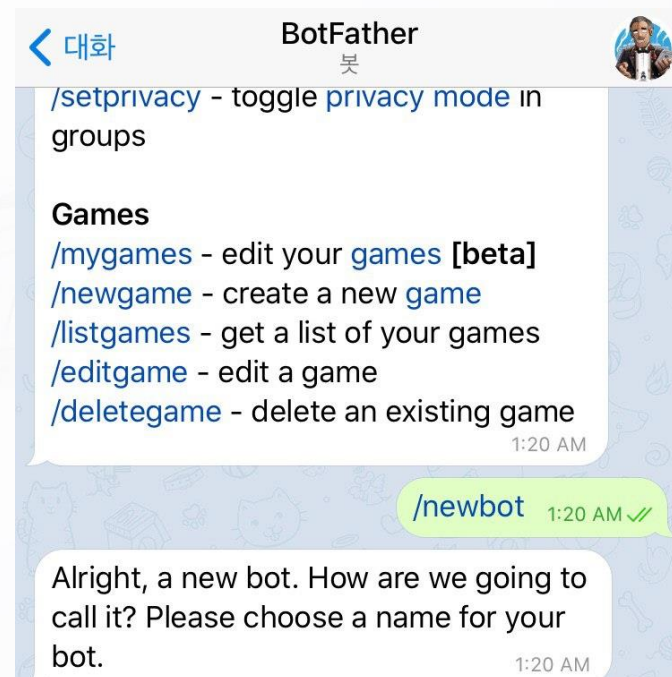 대화
BotFather
봇
/setprivacy - toggle privacy mode in
groups
Games
/mygames - edit your games [beta]
/newgame - create a new game
/listgames - get a list of your games
/editgame - edit a game
/deletegame - delete an existing game
1:20 AM
/newbot 1:20 AM
Alright, a new bot. How are we going to
call it? Please choose a name for your
bot.
1:20 AM